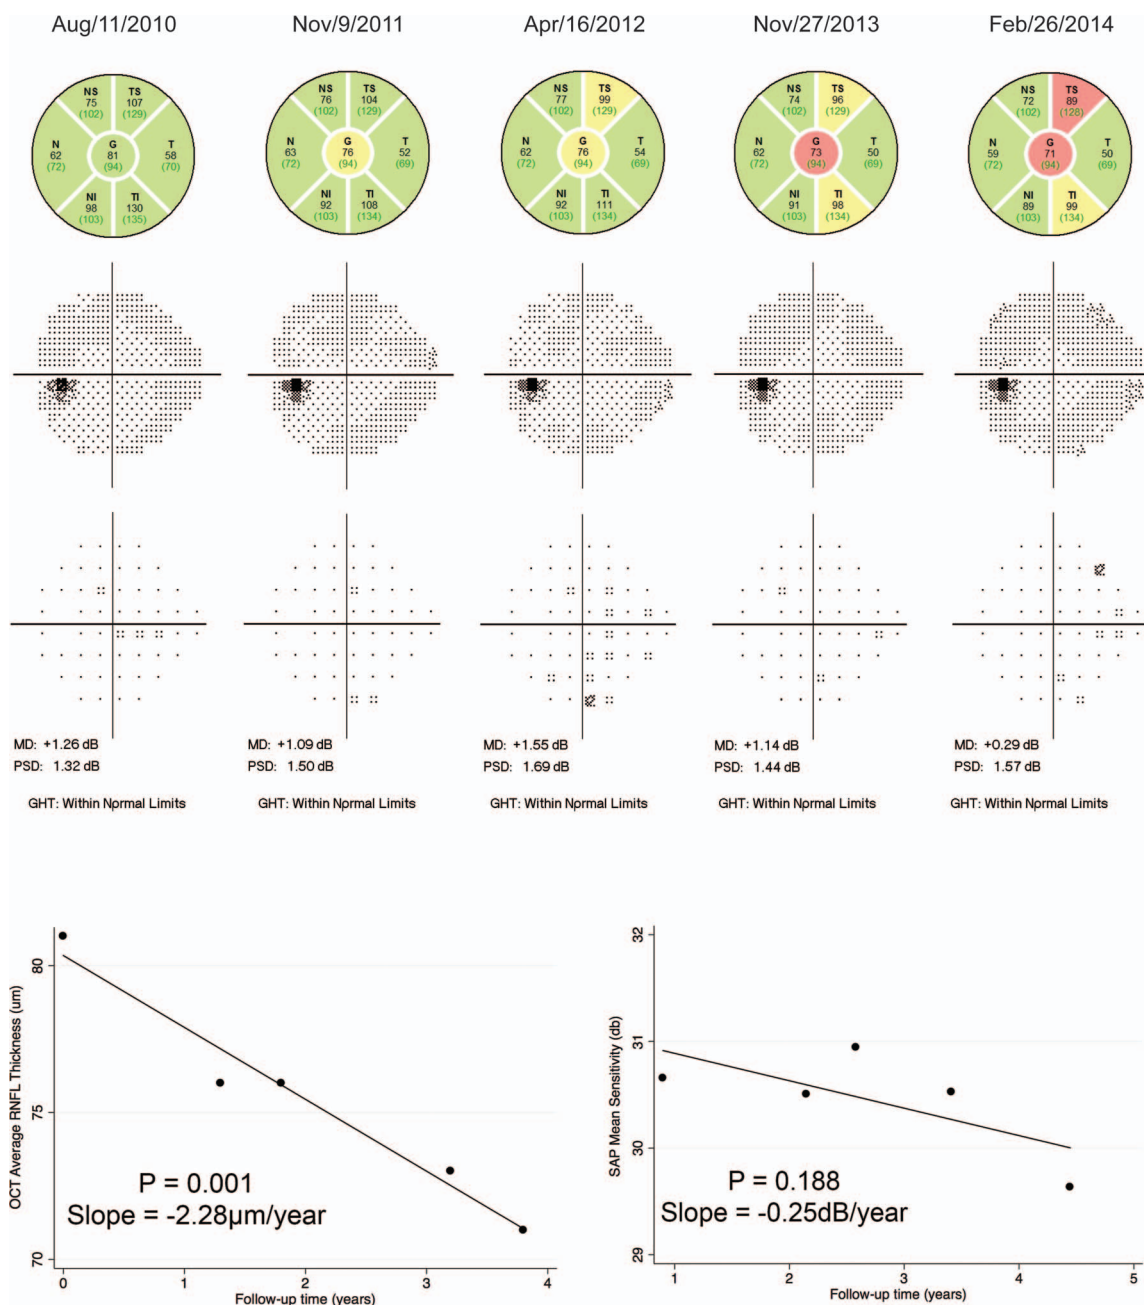 Aug/11/2010 Nov/9/2011 Apr/16/2012 Nov/27/2013 Feb/26/2014
NS TS NS TS NS TS NS TS NS TS
75 107 76 104 77 99 74 96 72 89
(102) (129) (102) (129) (102) (129) (102) (129) (102) (128)
N G T N G T N G T N G T N G T
62 81 58 63 76 52 62 76 54 62 73 50 59 71 50
(72) (94) (70) (72) (94) (69) (72) (94) (69) (72) (94) (69) (72) (94) (69)
NI TI NI TI NI TI NI TI NI TI
98 130 92 108 92 111 91 98 89 99
(103) (135) (103) (134) (103) (134) (103) (134) (103) (134)
MD: +1.26 dB MD: +1.09 dB MD: +1.55 dB MD: +1.14 dB MD: +0.29 dB
PSD: 1.32 dB PSD: 1.50 dB PSD: 1.69 dB PSD: 1.44 dB PSD: 1.57 dB
GHT: Within Normal Limits GHT: Within Normal Limits GHT: Within Normal Limits GHT: Within Normal Limits GHT: Within Normal Limits
OCT Average RNFL Thickness (um)
80
75
70
P = 0.001
Slope = -2.28µm/year
0 1 2 3 4
Follow-up time (years)
SAP Mean Sensitivity (db)
32
31
30
29
P = 0.188
Slope = -0.25dB/year
1 2 3 4 5
Follow-up time (years)